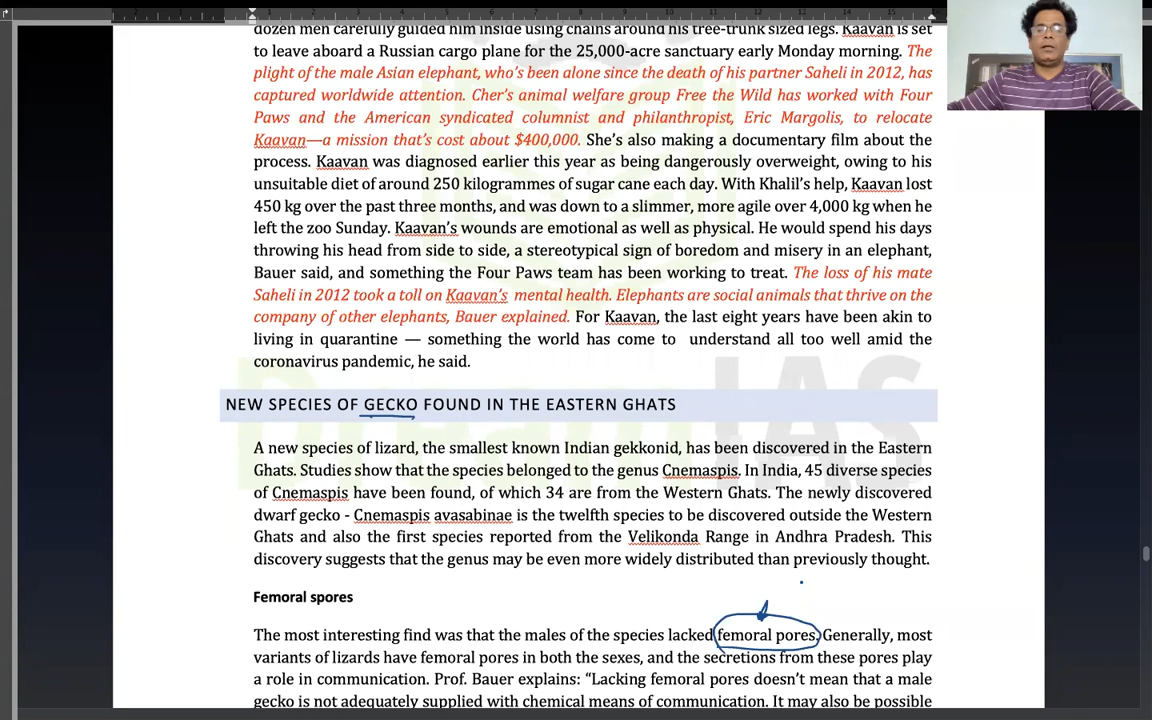 dozen men carefully guided him inside using chains around his tree-trunk sized legs. Kaavan is set
to leave aboard a Russian cargo plane for the 25,000-acre sanctuary early Monday morning. The
plight of the male Asian elephant, who's been alone since the death of his partner Saheli in 2012, has
captured worldwide attention. Cher's animal welfare group Free the Wild has worked with Four
Paws and the American syndicated columnist and philanthropist, Eric Margolis, to relocate
Kaavan—a mission that's cost about $400,000. She's also making a documentary film about the
process. Kaavan was diagnosed earlier this year as being dangerously overweight, owing to his
unsuitable diet of around 250 kilogrammes of sugar cane each day. With Khalil's help, Kaavan lost
450 kg over the past three months, and was down to a slimmer, more agile over 4,000 kg when he
left the zoo Sunday. Kaavan's wounds are emotional as well as physical. He would spend his days
throwing his head from side to side, a stereotypical sign of boredom and misery in an elephant,
Bauer said, and something the Four Paws team has been working to treat. The loss of his mate
Saheli in 2012 took a toll on Kaavan's mental health. Elephants are social animals that thrive on the
company of other elephants, Bauer explained. For Kaavan, the last eight years have been akin to
living in quarantine — something the world has come to understand all too well amid the
coronavirus pandemic, he said.
NEW SPECIES OF GECKO FOUND IN THE EASTERN GHATS
A new species of lizard, the smallest known Indian gekkonid, has been discovered in the Eastern
Ghats. Studies show that the species belonged to the genus Cnemaspis. In India, 45 diverse species
of Cnemaspis have been found, of which 34 are from the Western Ghats. The newly discovered
dwarf gecko - Cnemaspis avasabinae is the twelfth species to be discovered outside the Western
Ghats and also the first species reported from the Velikonda Range in Andhra Pradesh. This
discovery suggests that the genus may be even more widely distributed than previously thought.
Femoral spores
The most interesting find was that the males of the species lacked femoral pores. Generally, most
variants of lizards have femoral pores in both the sexes, and the secretions from these pores play
a role in communication. Prof. Bauer explains: "Lacking femoral pores doesn't mean that a male
gecko is not adequately supplied with chemical means of communication. It may also be possible
Dream IAS